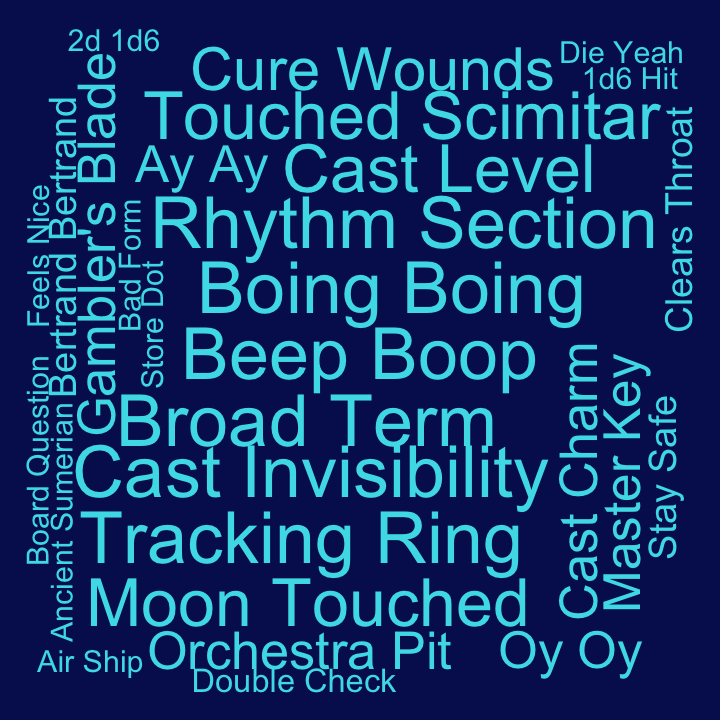 2d 1d6
Cure Wounds
Die Yeah
1d6 Hit
Touched Scimitar
Ay Ay
Cast Level
Rhythm Section
Boing Boing
Beep Boop
Broad Term
Cast Invisibility
Tracking Ring
Moon Touched
Orchestra Pit
Oy Oy
Air Ship
Double Check
Feels Nice
Board Question
Bertrand Bertrand
Ancient Sumerian
Gambler's Blade
Bad Form
Store Dot
Clears Throat
Cast Charm
Master Key
Stay Safe